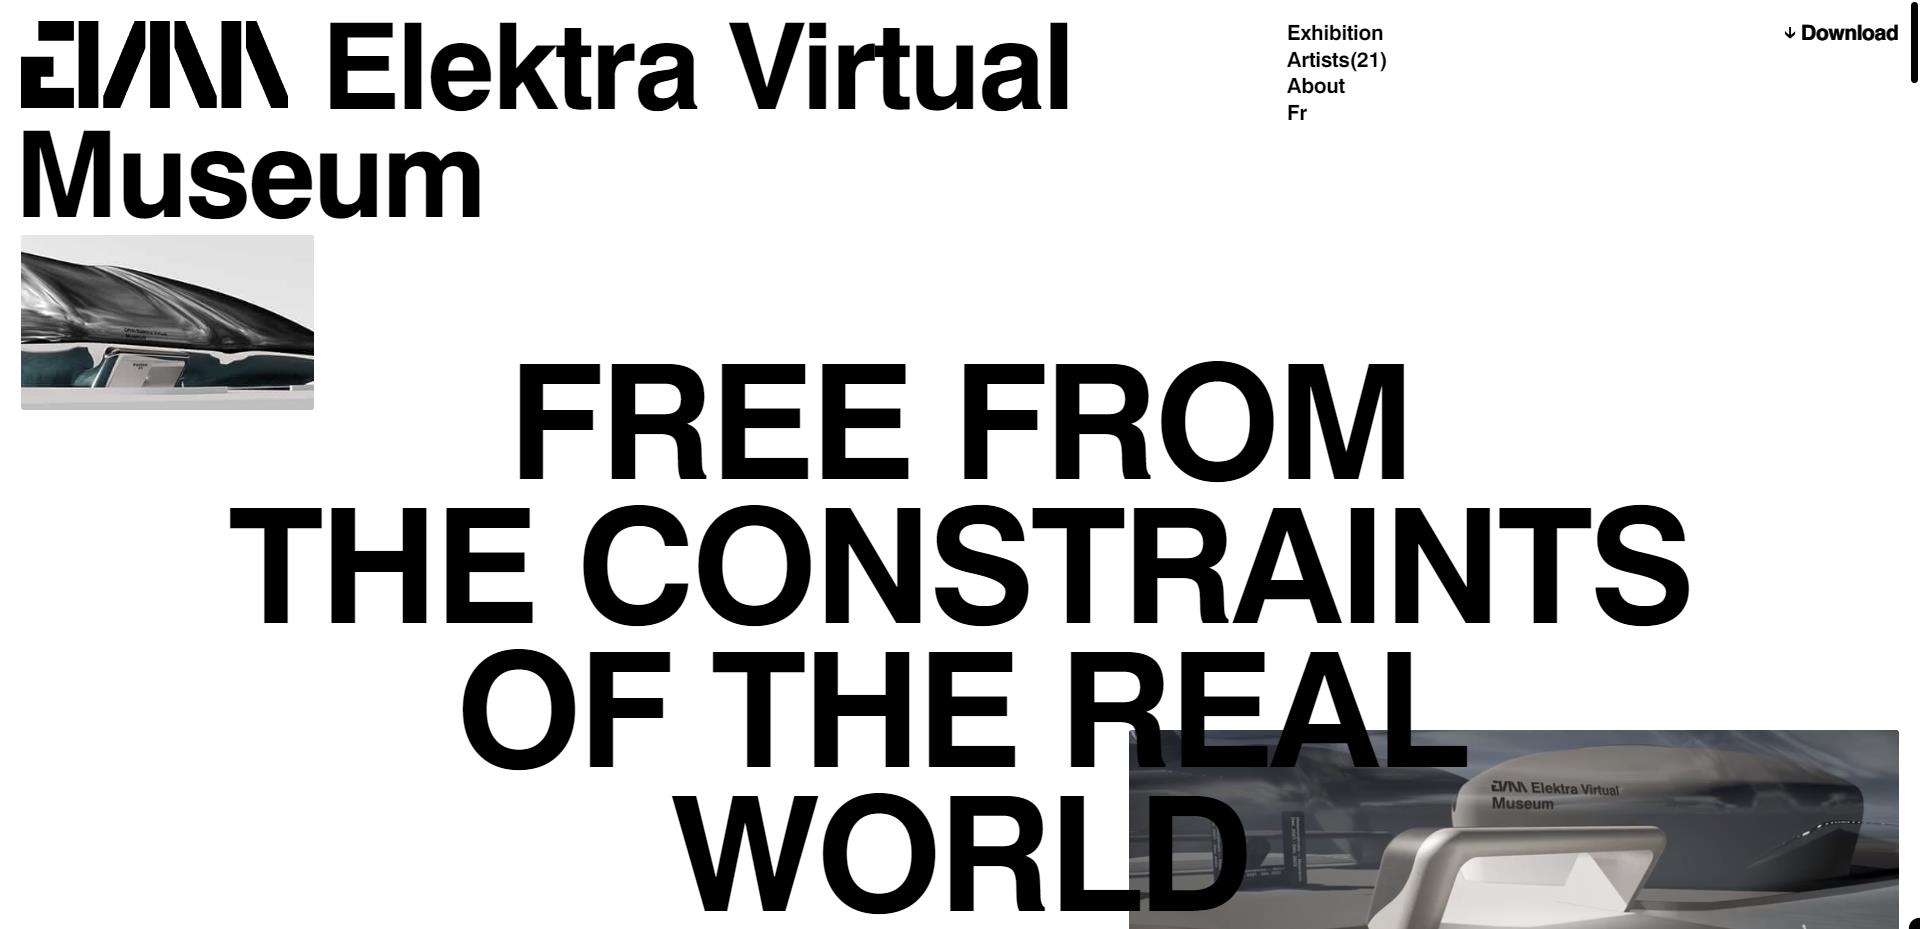 EVM Elektra Virtual
Museum
Exhibition
Artists(21)
About
Fr
↓ Download
FREE FROM
THE CONSTRAINTS
OF THE REAL
WORLD
EVM Elektra Virtual
Museum